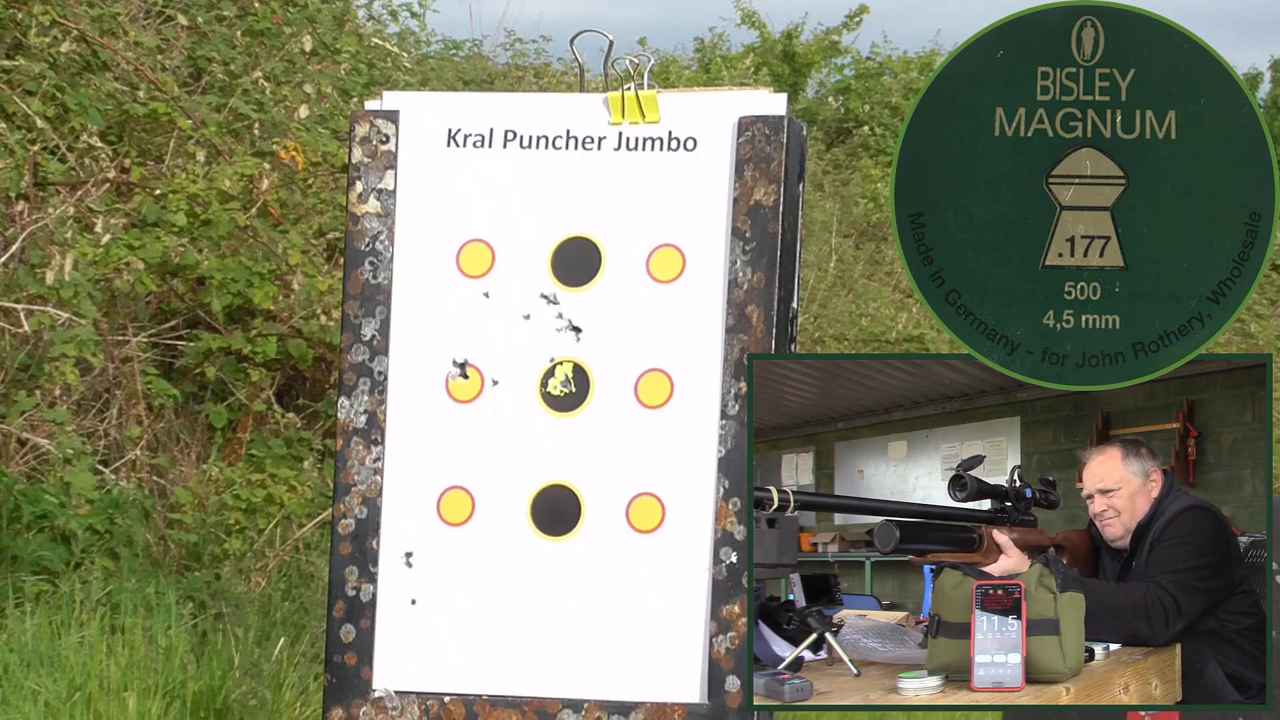 Kral Puncher Jumbo
BISLEY
MAGNUM
.177
500
4,5 mm
Made in Germany - for John Rothery, Wholesale
11.5